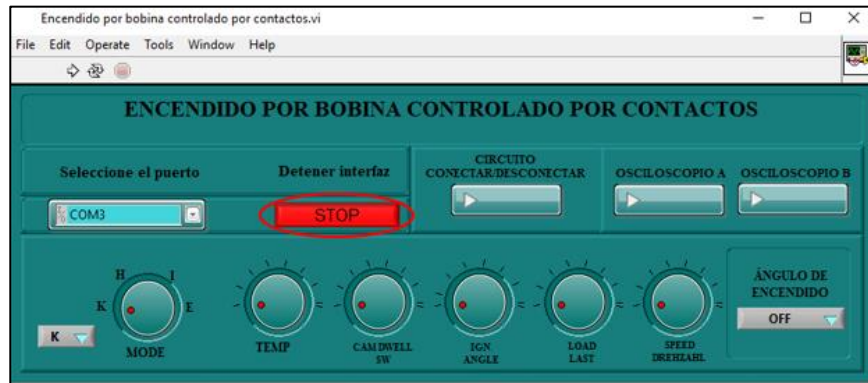 Encendido por bobina controlado por contactos.vi
File Edit Operate Tools Window Help
ENCENDIDO POR BOBINA CONTROLADO POR CONTACTOS
Seleccione el puerto
Detener interfaz
CIRCUITO
CONECTAR/DESCONECTAR
OSCILOSCOPIO A
OSCILOSCOPIO B
COM3
STOP
H I
K E
K
MODE
TEMP
CAM DWELL
SW
IGN.
ANGLE
LOAD
LAST
SPEED
DREHZAHL
ÁNGULO DE
ENCENDIDO
OFF